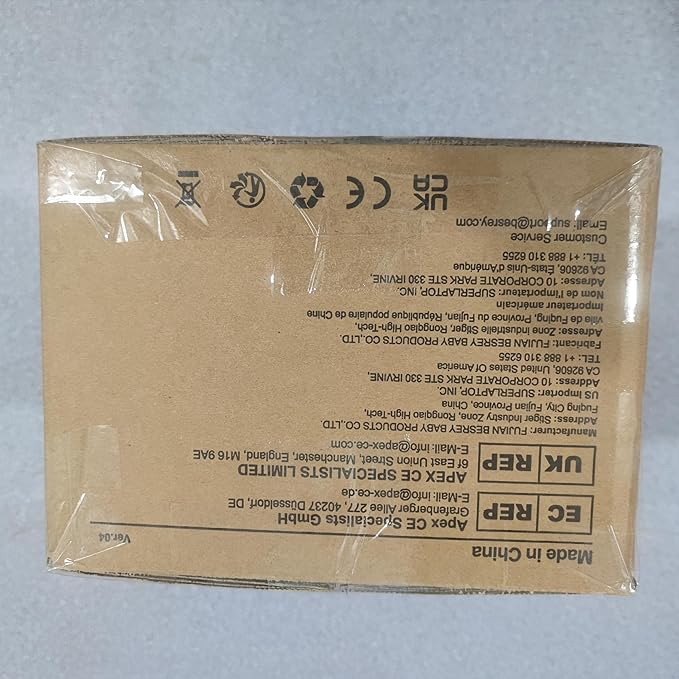 Made in China
Ver.04
EC REP
Apex CE Specialists GmbH
Grafenberger Allee 277, 40237 Düsseldorf, DE
E-Mail: info@apex-ce.de
UK REP
APEX CE SPECIALISTS LIMITED
6f East Union Street, Manchester, England, M16 9AE
E-Mail: info@apex-ce.com
Manufacturer: FUJIAN BESREY BABY PRODUCTS CO.,LTD.
Address: Stiger Industry Zone, Rongqiao High-Tech,
Fuqing City, Fujian Province, China
US Importer: SUPERLAPTOP, INC.
Address: 10 CORPORATE PARK STE 330 IRVINE,
CA 92606, United States of America
TEL: +1 888 310 6255
Fabricant: FUJIAN BESREY BABY PRODUCTS CO.,LTD.
Adresse: Zone industrielle Stiger, Rongqiao High-Tech,
ville de Fuqing, Province du Fujian, République populaire de Chine
Importateur américain
Nom de l'importateur: SUPERLAPTOP, INC.
Adresse: 10 CORPORATE PARK STE 330 IRVINE,
CA 92606, États-Unis d'Amérique
TÉL: +1 888 310 6255
Customer Service
Email: support@besrey.com
UK
CA
CE